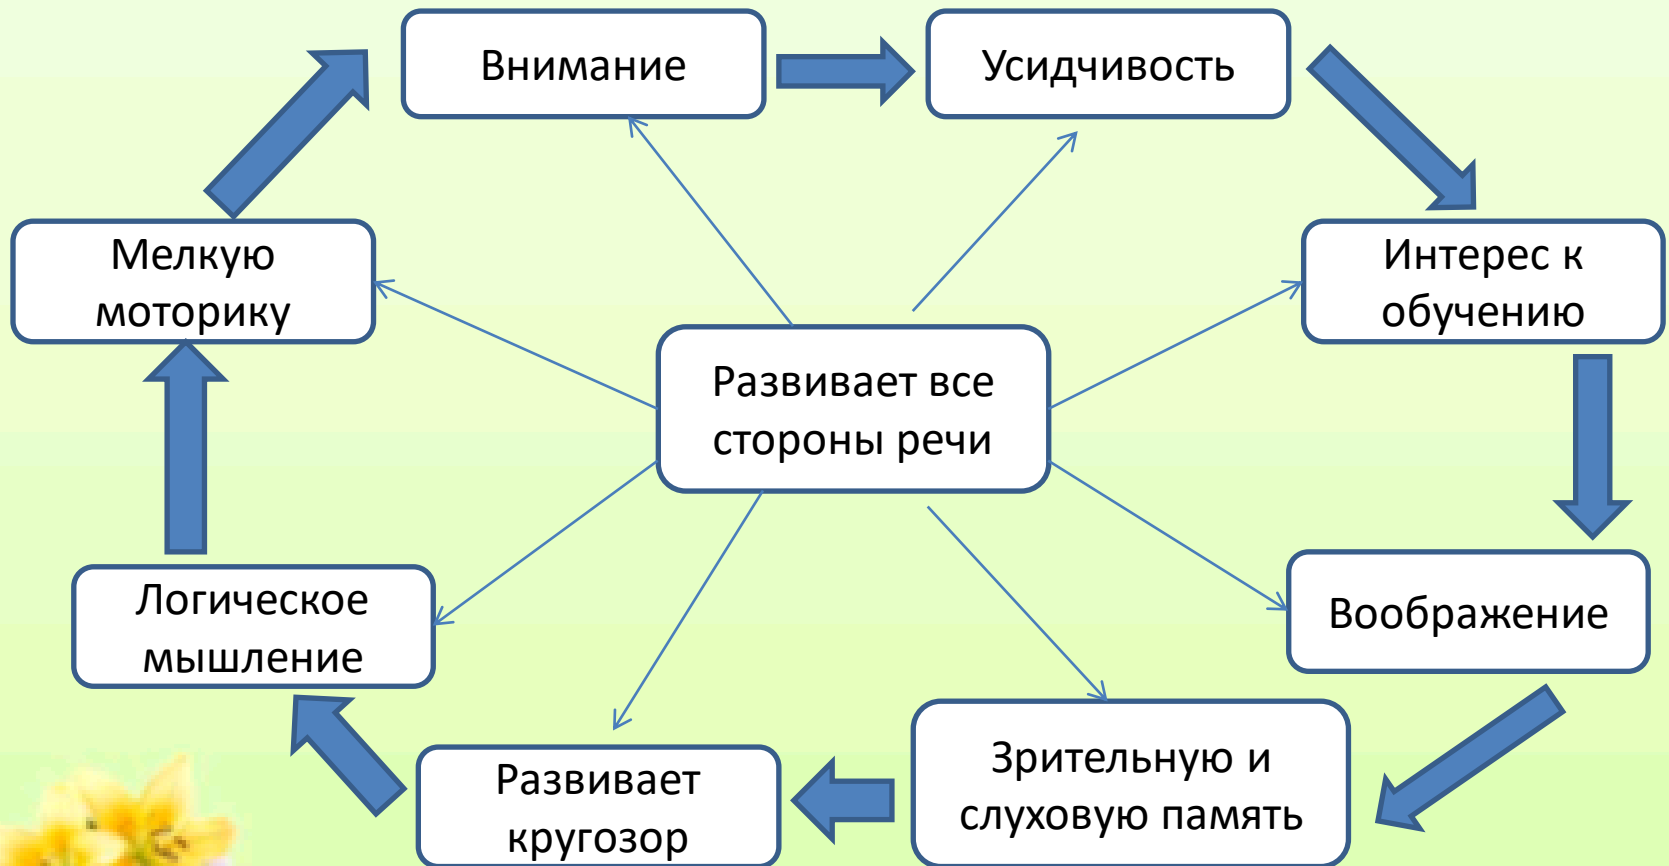 Внимание
Усидчивость
Мелкую
моторику
Интерес к
обучению
Развивает все
стороны речи
Логическое
мышление
Воображение
Развивает
кругозор
Зрительную и
слуховую память